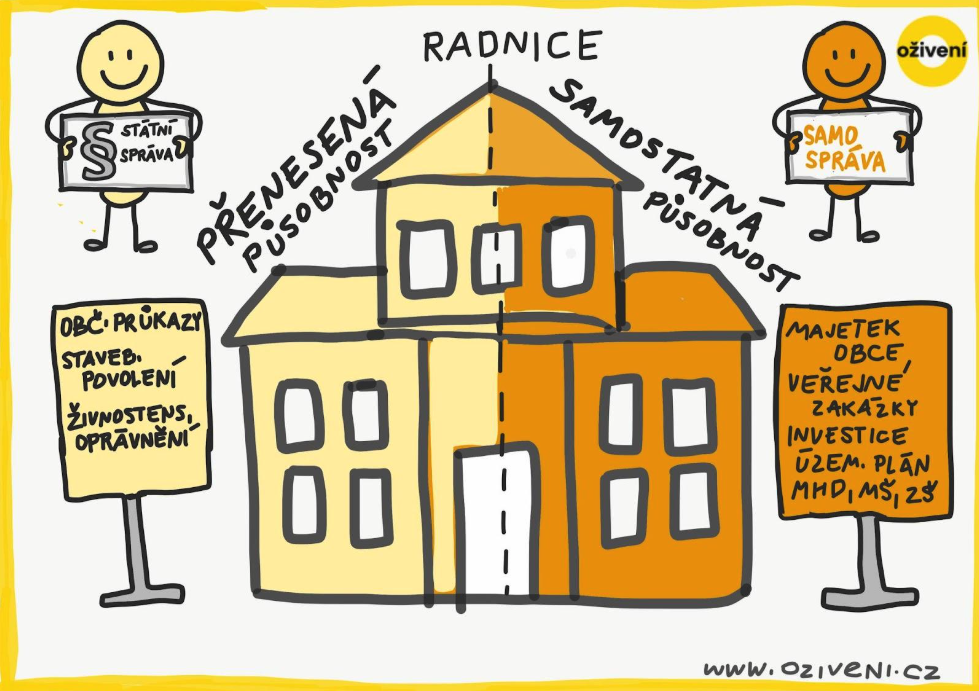 RADNICE
oživení
PŘENESENÁ
PŮSOBNOST
SAMOSTATNÁ
PŮSOBNOST
§ STÁTNÍ
SPRÁVA
SAMO
SPRÁVA
OBČ. PRŮKAZY
STAVEB.
POVOLENÍ
ŽIVNOSTENS,
OPRÁVNĚNÍ
MAJETEK
OBCE,
VEŘEJNÉ
ZAKÁZKY
INVESTICE
ÚZEM. PLÁN
MHD, MŠ, ZŠ
www.oziveni.cz